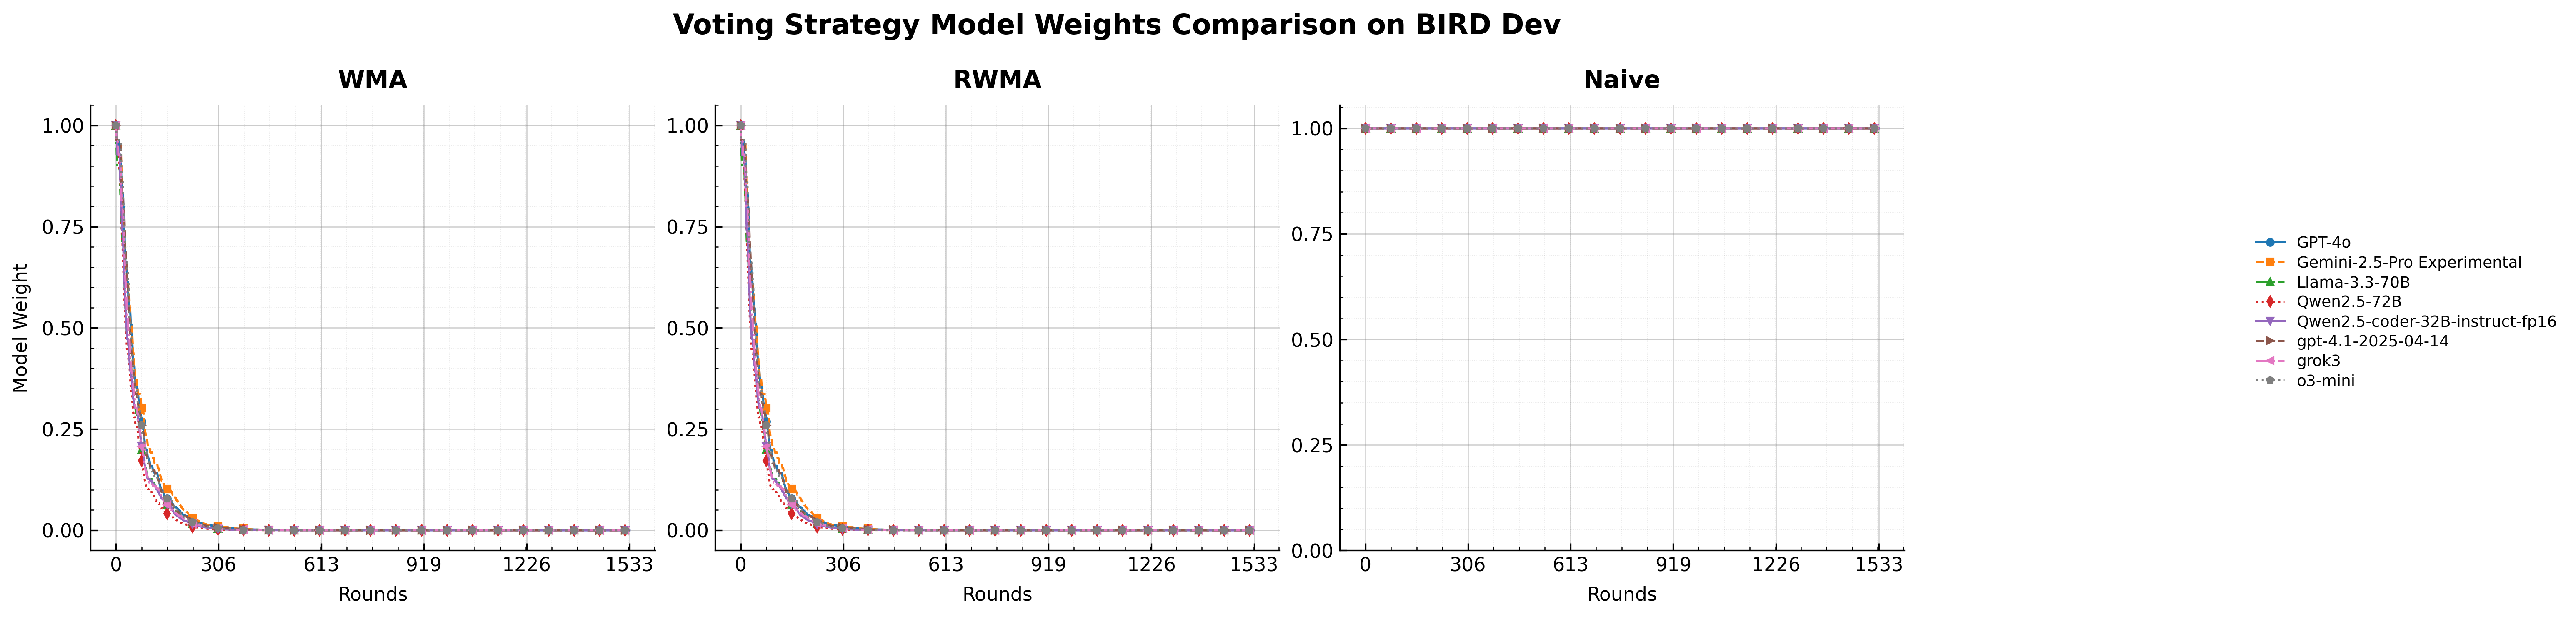 Voting Strategy Model Weights Comparison on BIRD Dev
WMA
Model Weight
1.00
0.75
0.50
0.25
0.00
0 306 613 919 1226 1533
Rounds
RWMA
1.00
0.75
0.50
0.25
0.00
0 306 613 919 1226 1533
Rounds
Naive
1.00
0.75
0.50
0.25
0.00
0 306 613 919 1226 1533
Rounds
GPT-4o
Gemini-2.5-Pro Experimental
Llama-3.3-70B
Qwen2.5-72B
Qwen2.5-coder-32B-instruct-fp16
gpt-4.1-2025-04-14
grok3
o3-mini